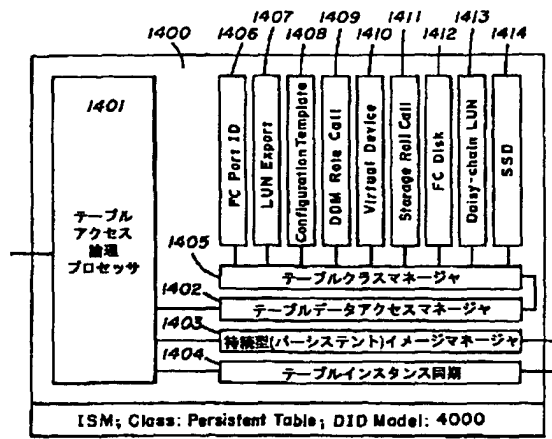 1407 1409 1411 1413
1400 1406 1408 1410 1412 1414
1401
テーブル
アクセス
論理
プロセッサ
FC Port ID
LUN Export
Configuration Template
DDM Role Call
Virtual Device
Storage Roll Call
FC Disk
Daisy-chain LUN
SSD
1405
テーブルクラスマネージャ
1402
テーブルデータアクセスマネージャ
1403
持続型(パーシステント)イメージマネージャ
1404
テーブルインスタンス同期
ISM; Class: Persistent Table; DID Model: 4000